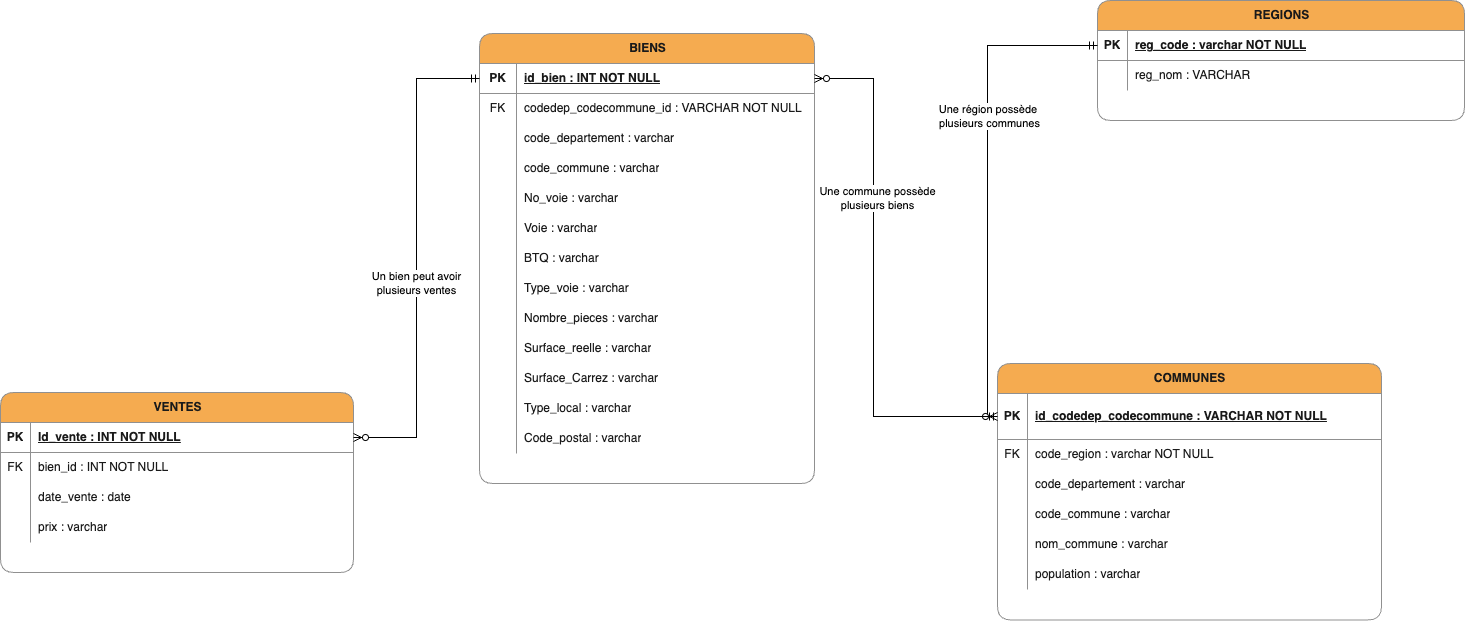 REGIONS
PK reg_code : varchar NOT NULL
reg_nom : VARCHAR
BIENS
PK id_bien : INT NOT NULL
FK codedep_codecommune_id : VARCHAR NOT NULL
code_departement : varchar
code_commune : varchar
No_voie : varchar
Voie : varchar
BTQ : varchar
Type_voie : varchar
Nombre_pieces : varchar
Surface_reelle : varchar
Surface_Carrez : varchar
Type_local : varchar
Code_postal : varchar
Une région possède
plusieurs communes
Une commune possède
plusieurs biens
Un bien peut avoir
plusieurs ventes
COMMUNES
PK id_codedep_codecommune : VARCHAR NOT NULL
FK code_region : varchar NOT NULL
code_departement : varchar
code_commune : varchar
nom_commune : varchar
population : varchar
VENTES
PK Id_vente : INT NOT NULL
FK bien_id : INT NOT NULL
date_vente : date
prix : varchar